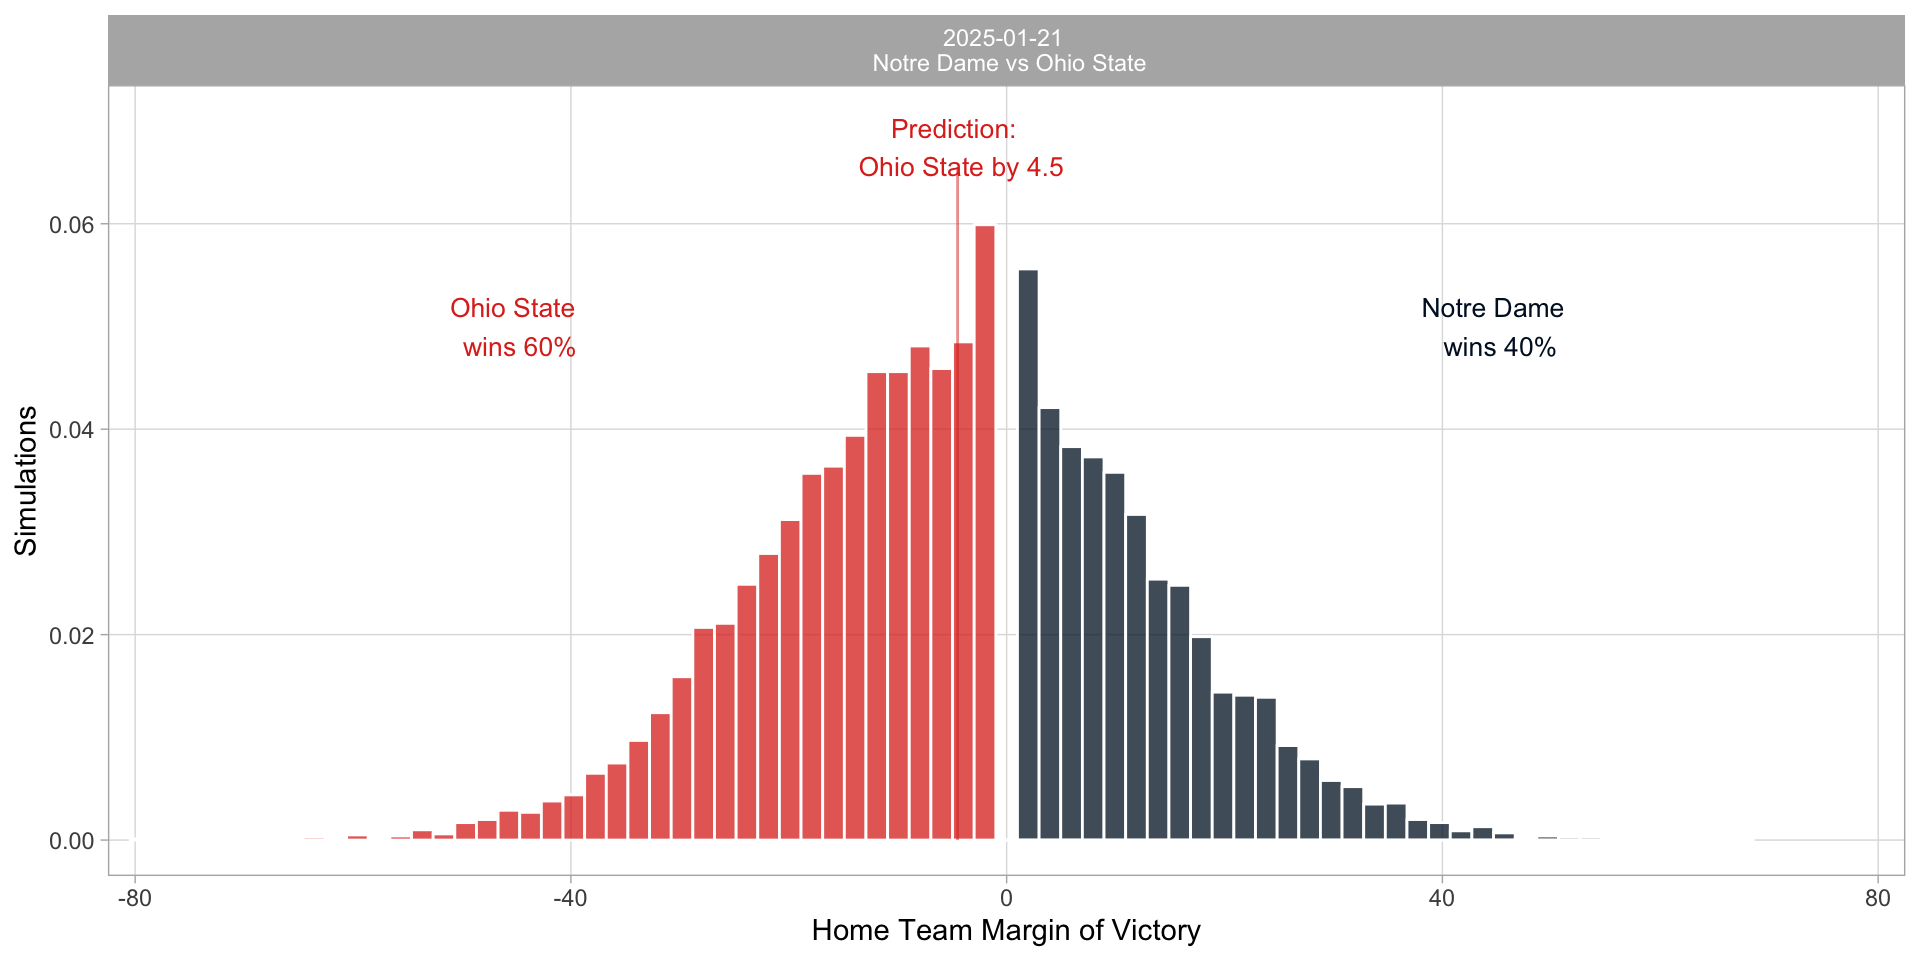 2025-01-21
Notre Dame vs Ohio State
Prediction:
Ohio State by 4.5
Ohio State
wins 60%
Notre Dame
wins 40%
Simulations
0.06
0.04
0.02
0.00
-80
-40
0
40
80
Home Team Margin of Victory